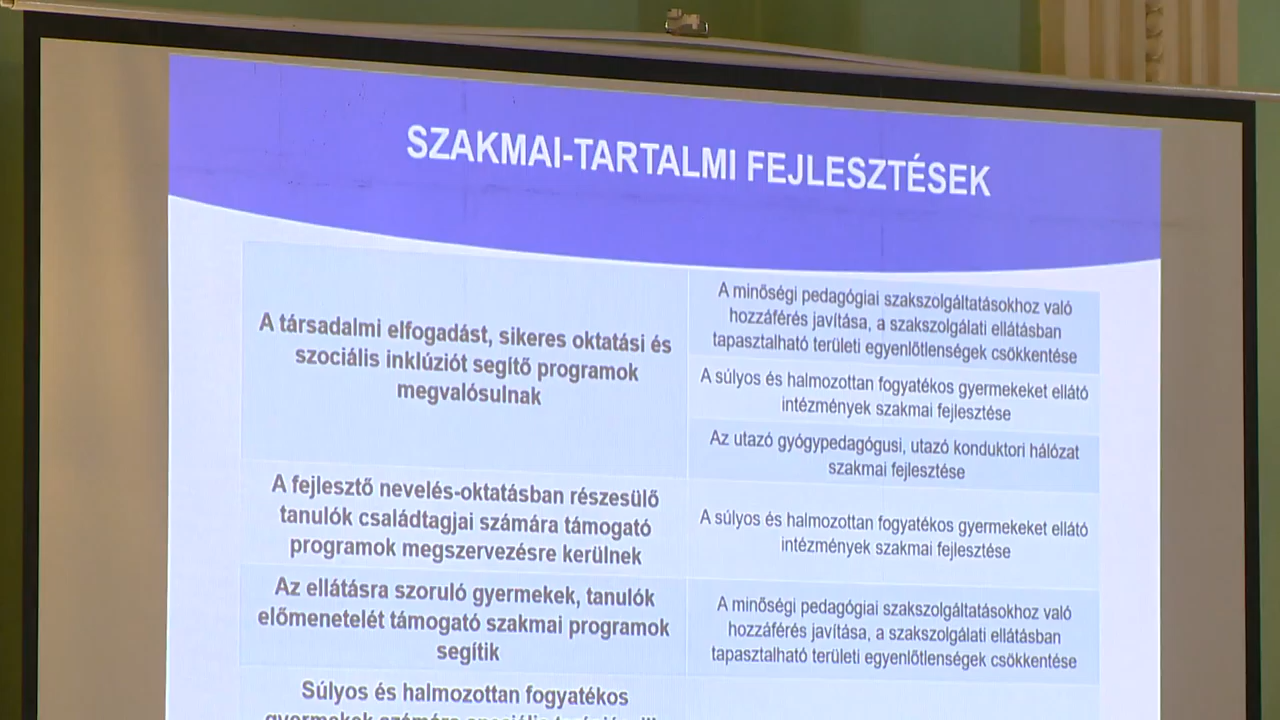 SZAKMAI-TARTALMI FEJLESZTÉSEK
A társadalmi elfogadást, sikeres oktatási és
szociális inklúziót segítő programok
megvalósulnak
A minőségi pedagógiai szakszolgáltatásokhoz való
hozzáférés javítása, a szakszolgálati ellátásban
tapasztalható területi egyenlőtlenségek csökkentése
A súlyos és halmozottan fogyatékos gyermekeket ellátó
intézmények szakmai fejlesztése
Az utazó gyógypedagógusi, utazó konduktori hálózat
szakmai fejlesztése
A fejlesztő nevelés-oktatásban részesülő
tanulók családtagjai számára támogató
programok megszervezésre kerülnek
A súlyos és halmozottan fogyatékos gyermekeket ellátó
intézmények szakmai fejlesztése
Az ellátásra szoruló gyermekek, tanulók
előmenetelét támogató szakmai programok
segítik
A minőségi pedagógiai szakszolgáltatásokhoz való
hozzáférés javítása, a szakszolgálati ellátásban
tapasztalható területi egyenlőtlenségek csökkentése
Súlyos és halmozottan fogyatékos
gyermekek számára